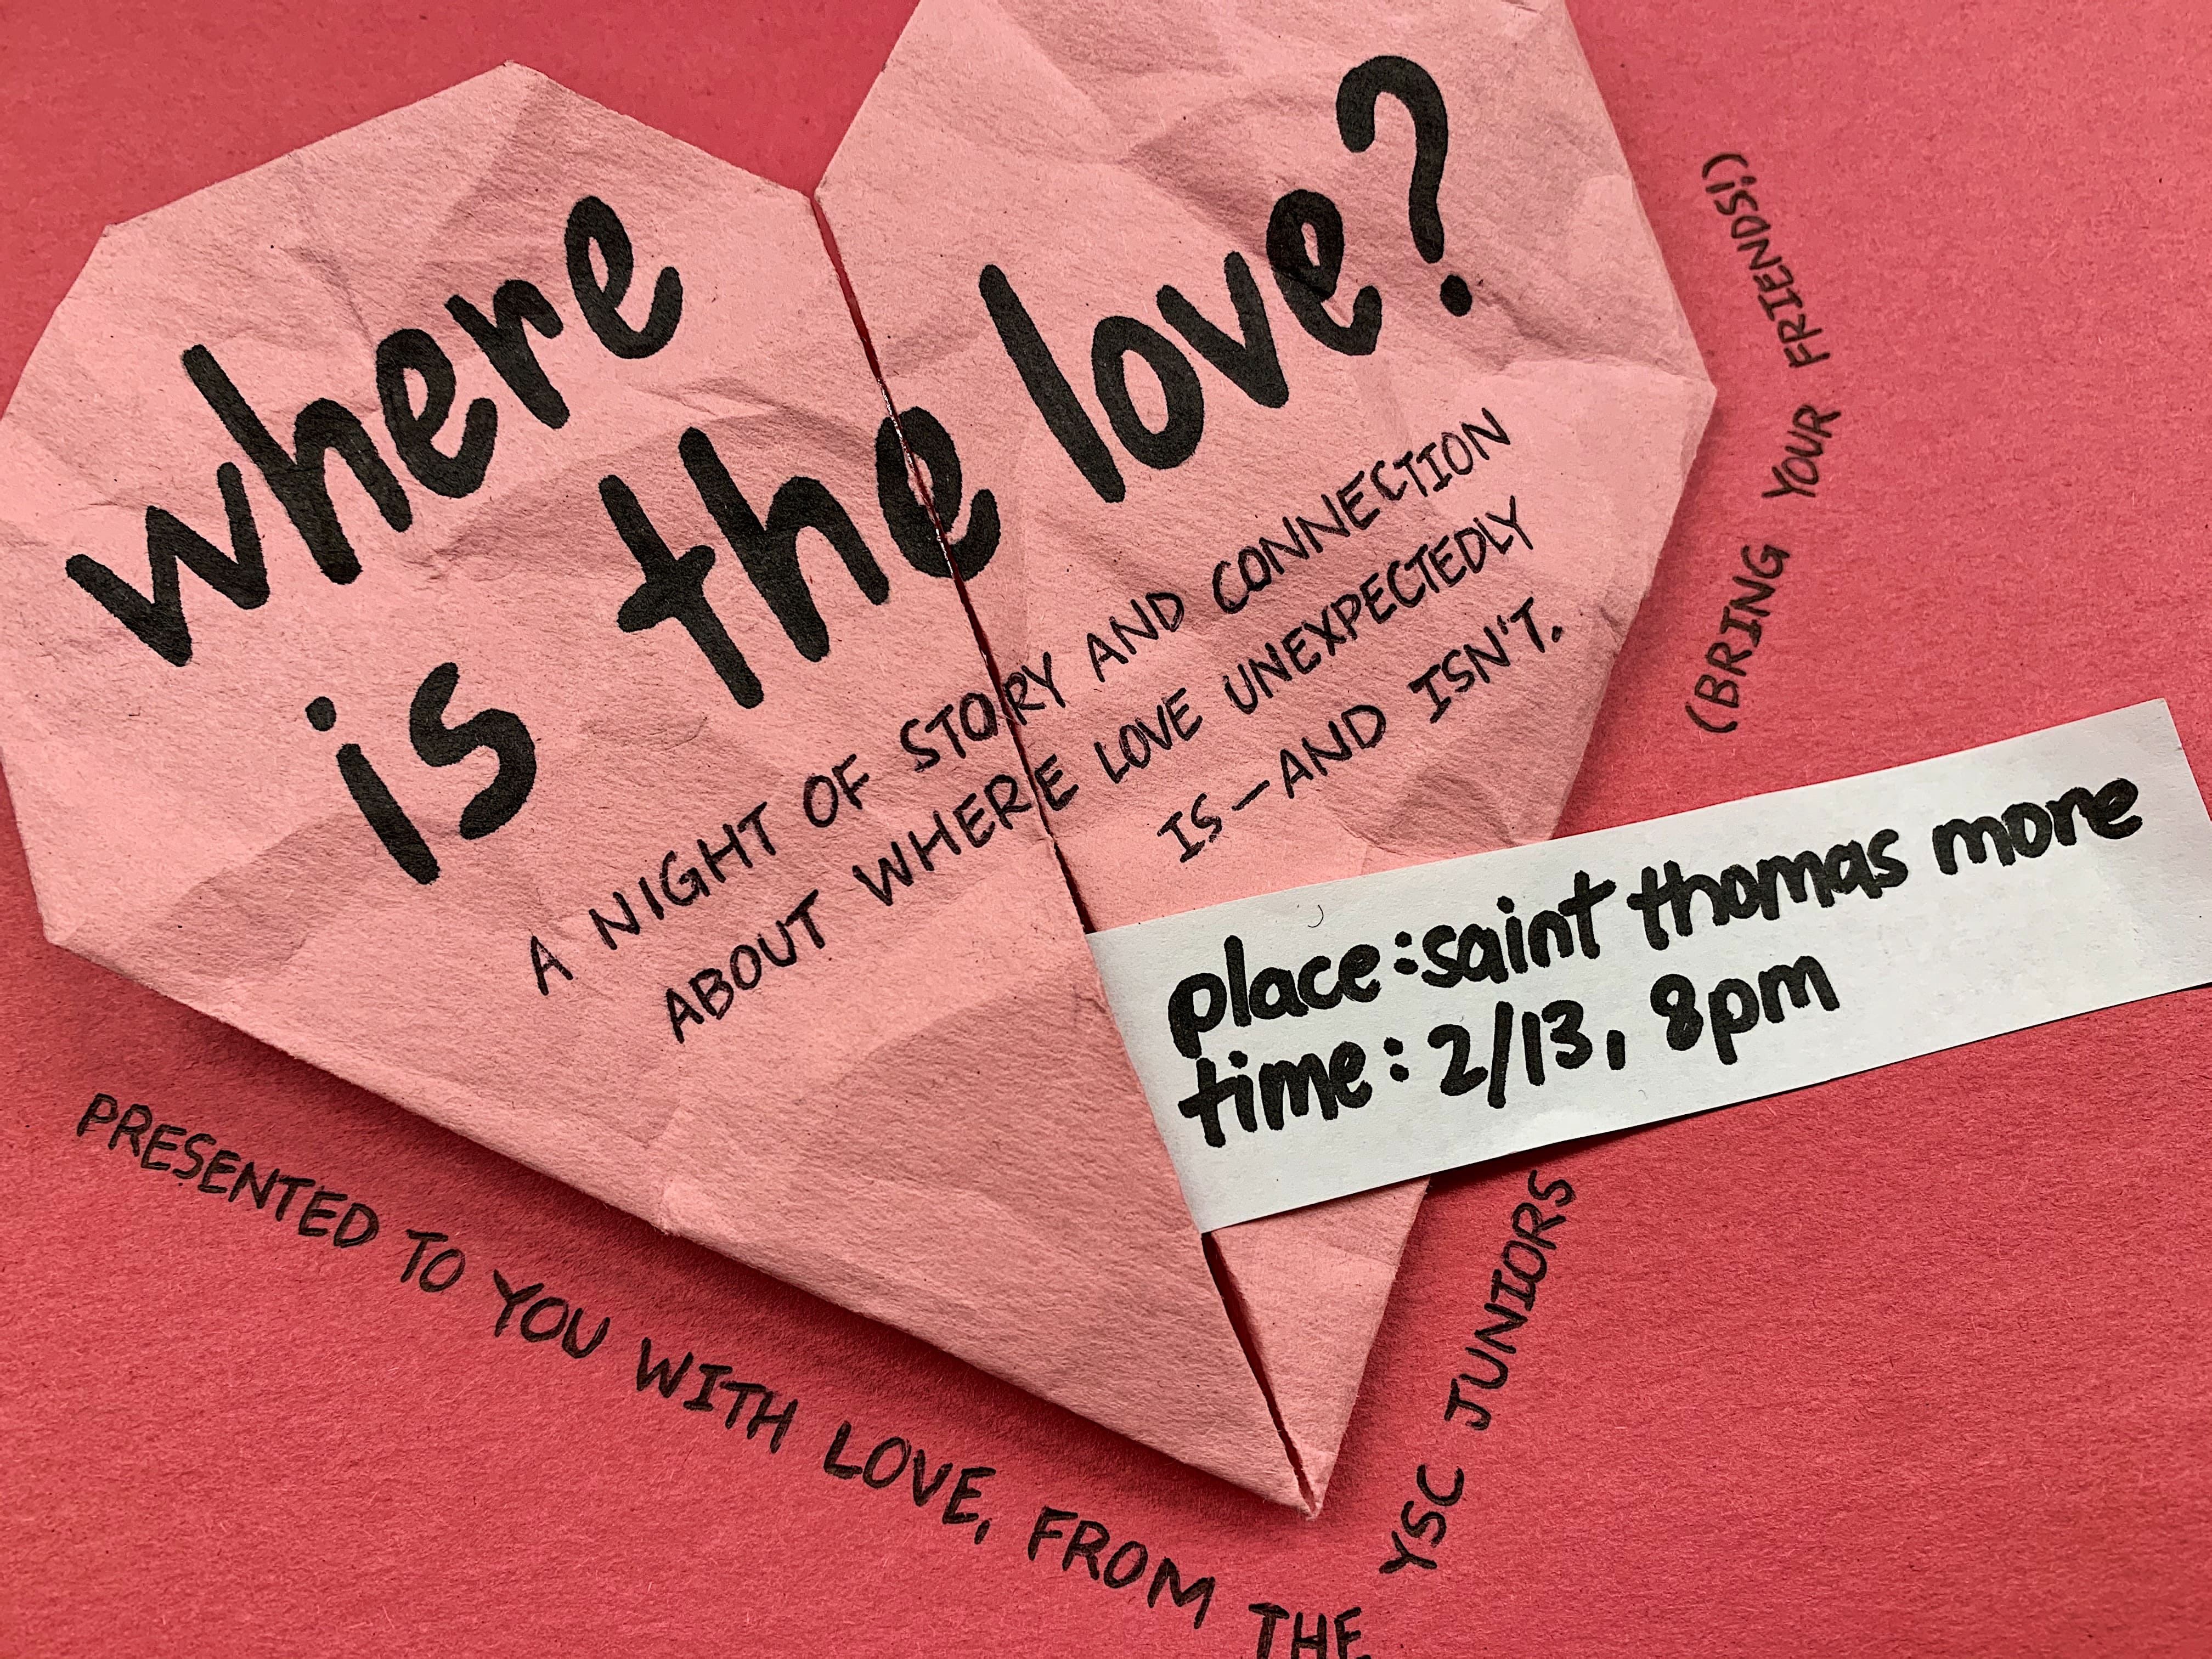 where
is the love?
A NIGHT OF STORY AND CONNECTION
ABOUT WHERE LOVE UNEXPECTEDLY
IS—AND ISN'T.
place: saint thomas more
time: 2/13, 8pm
PRESENTED TO YOU WITH LOVE, FROM THE YSC JUNIORS
(BRING YOUR FRIENDS!)